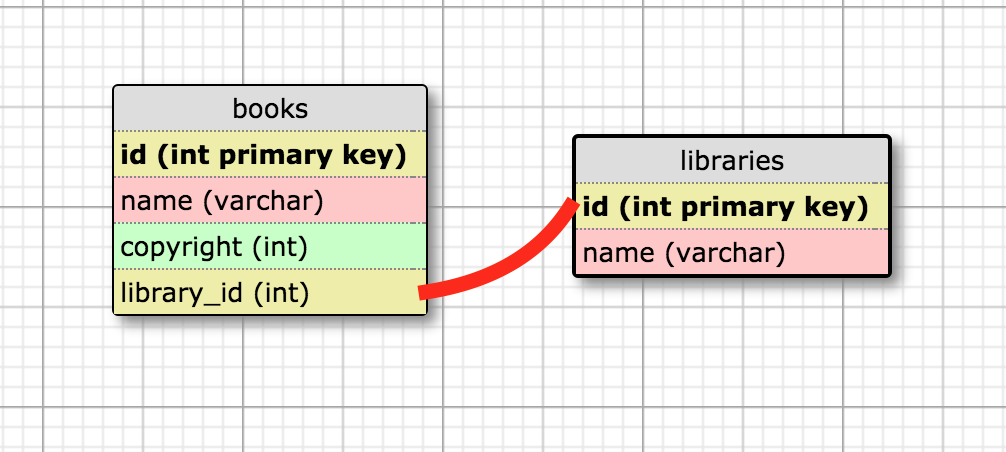 books
id (int primary key)
name (varchar)
copyright (int)
library_id (int)
libraries
id (int primary key)
name (varchar)